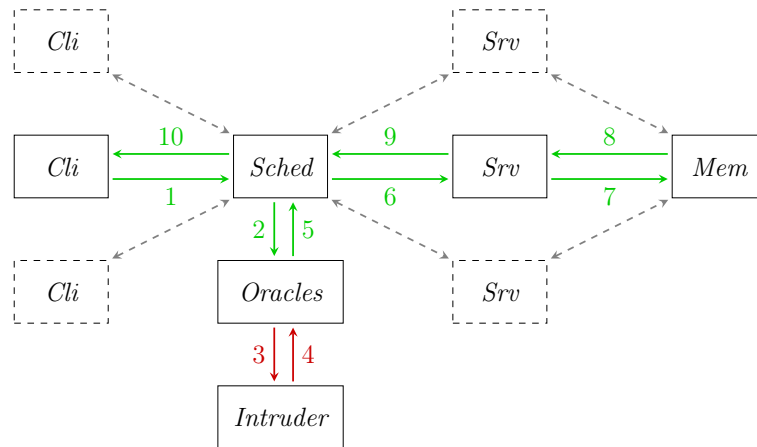 Cli
Srv
10
9
8
Cli
Sched
Srv
Mem
1
6
7
2
5
Cli
Oracles
Srv
3
4
Intruder